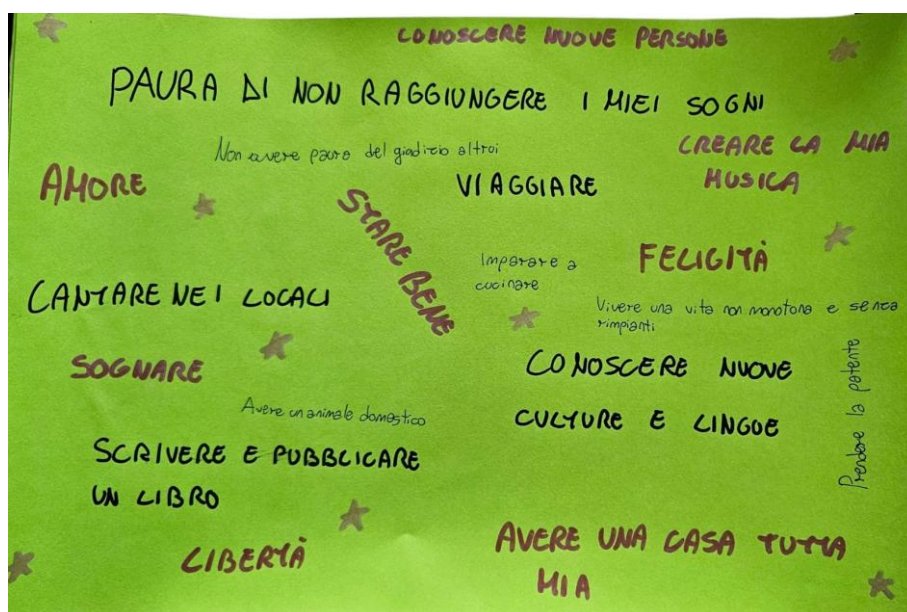 CONOSCERE NUOVE PERSONE
PAURA DI NON RAGGIUNGERE I MIEI SOGNI
Non avere paura del giudizio altrui
CREARE LA MIA
MUSICA
AMORE
VIAGGIARE
STARE BENE
Imparare a
cucinare
FELICITÀ
CANTARE NEI LOCALI
Vivere una vita non monotona e senza
rimpianti
SOGNARE
CONOSCERE NUOVE
CULTURE E LINGUE
Prendere la patente
Avere un animale domestico
SCRIVERE E PUBBLICARE
UN LIBRO
LIBERTÀ
AVERE UNA CASA TUTTA
MIA